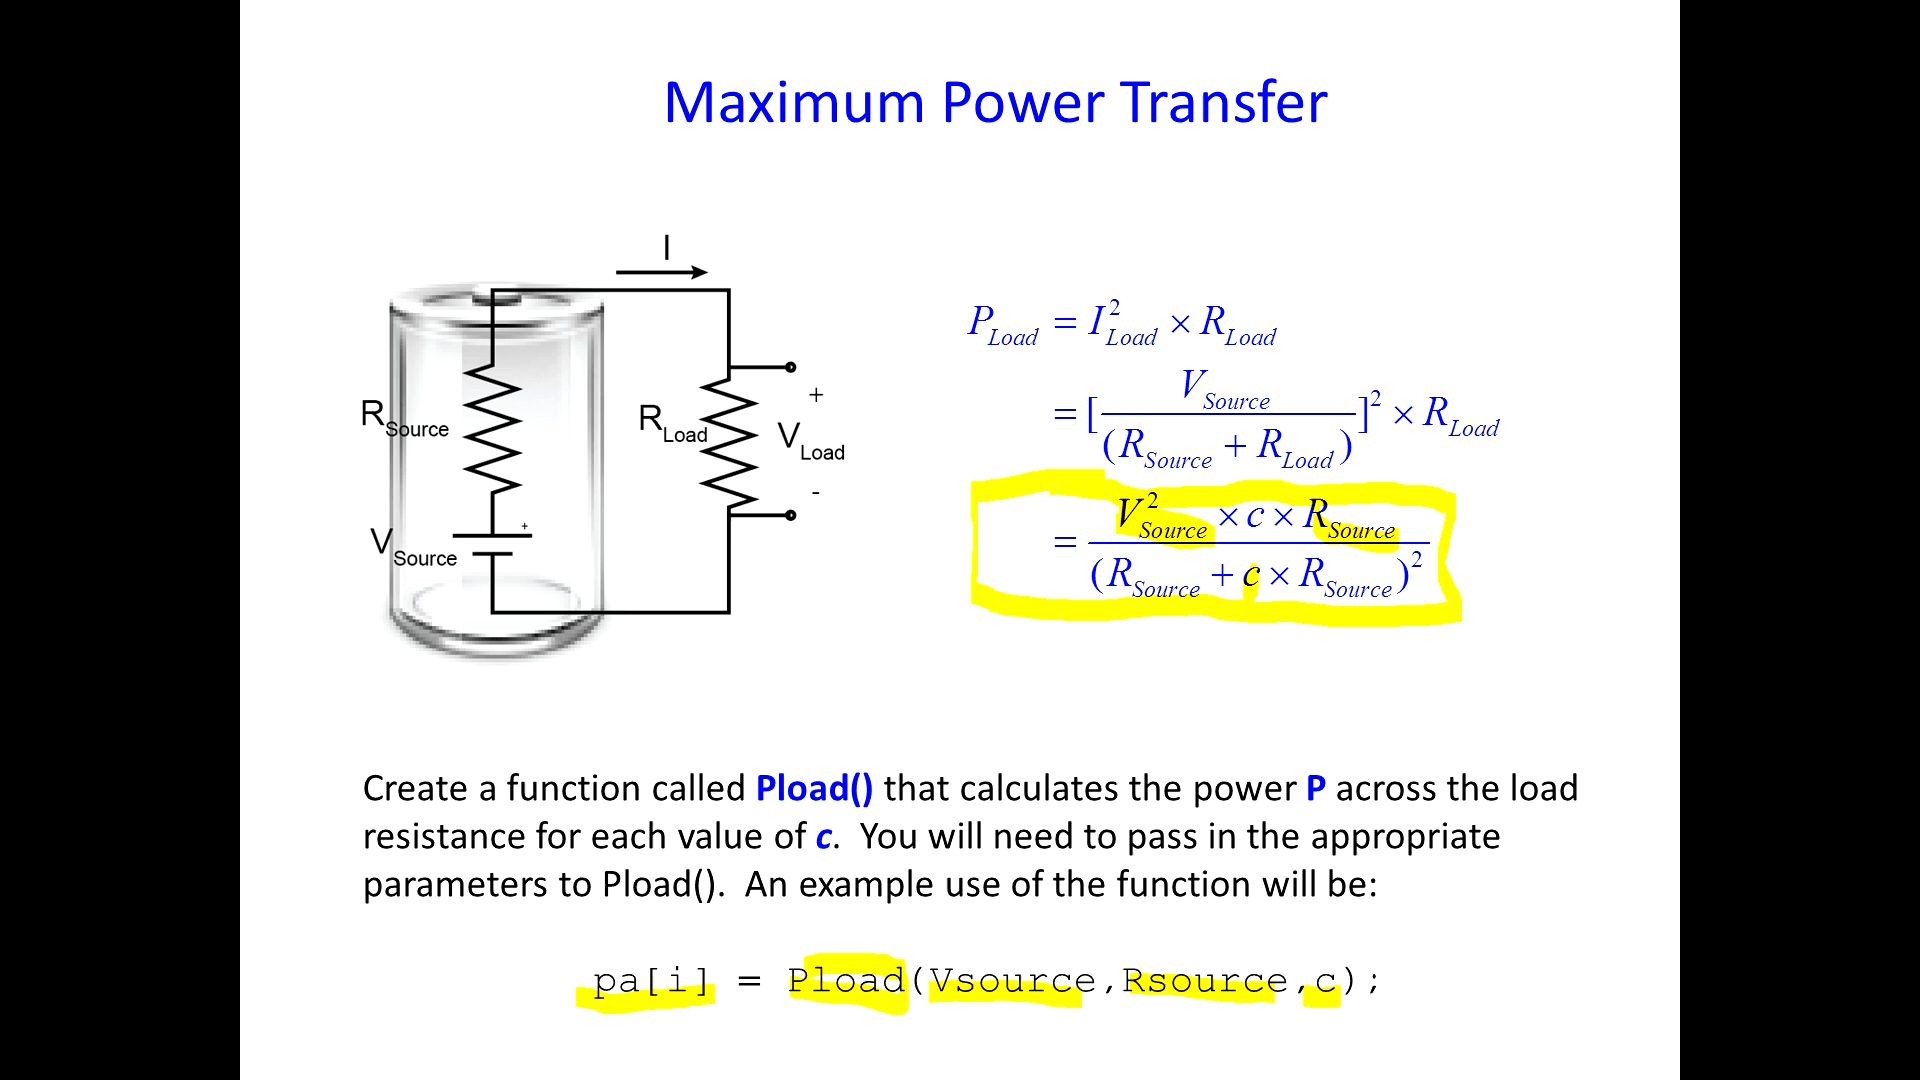 Maximum Power Transfer
I
R Source
V Source
R Load
+
V Load
-
+
P_Load = I²_Load × R_Load
= [ V_Source / (R_Source + R_Load) ]² × R_Load
= V²_Source × c × R_Source / (R_Source + c × R_Source)²
Create a function called Pload() that calculates the power P across the load
resistance for each value of c. You will need to pass in the appropriate
parameters to Pload(). An example use of the function will be:
pa[i] = Pload(Vsource,Rsource,c);